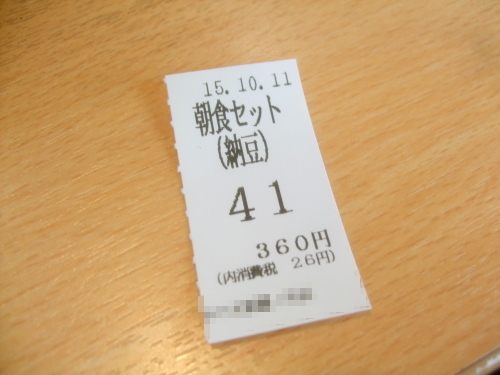 15.10.11
朝食セット
(納豆)
41
360円
(内消費税 26円)